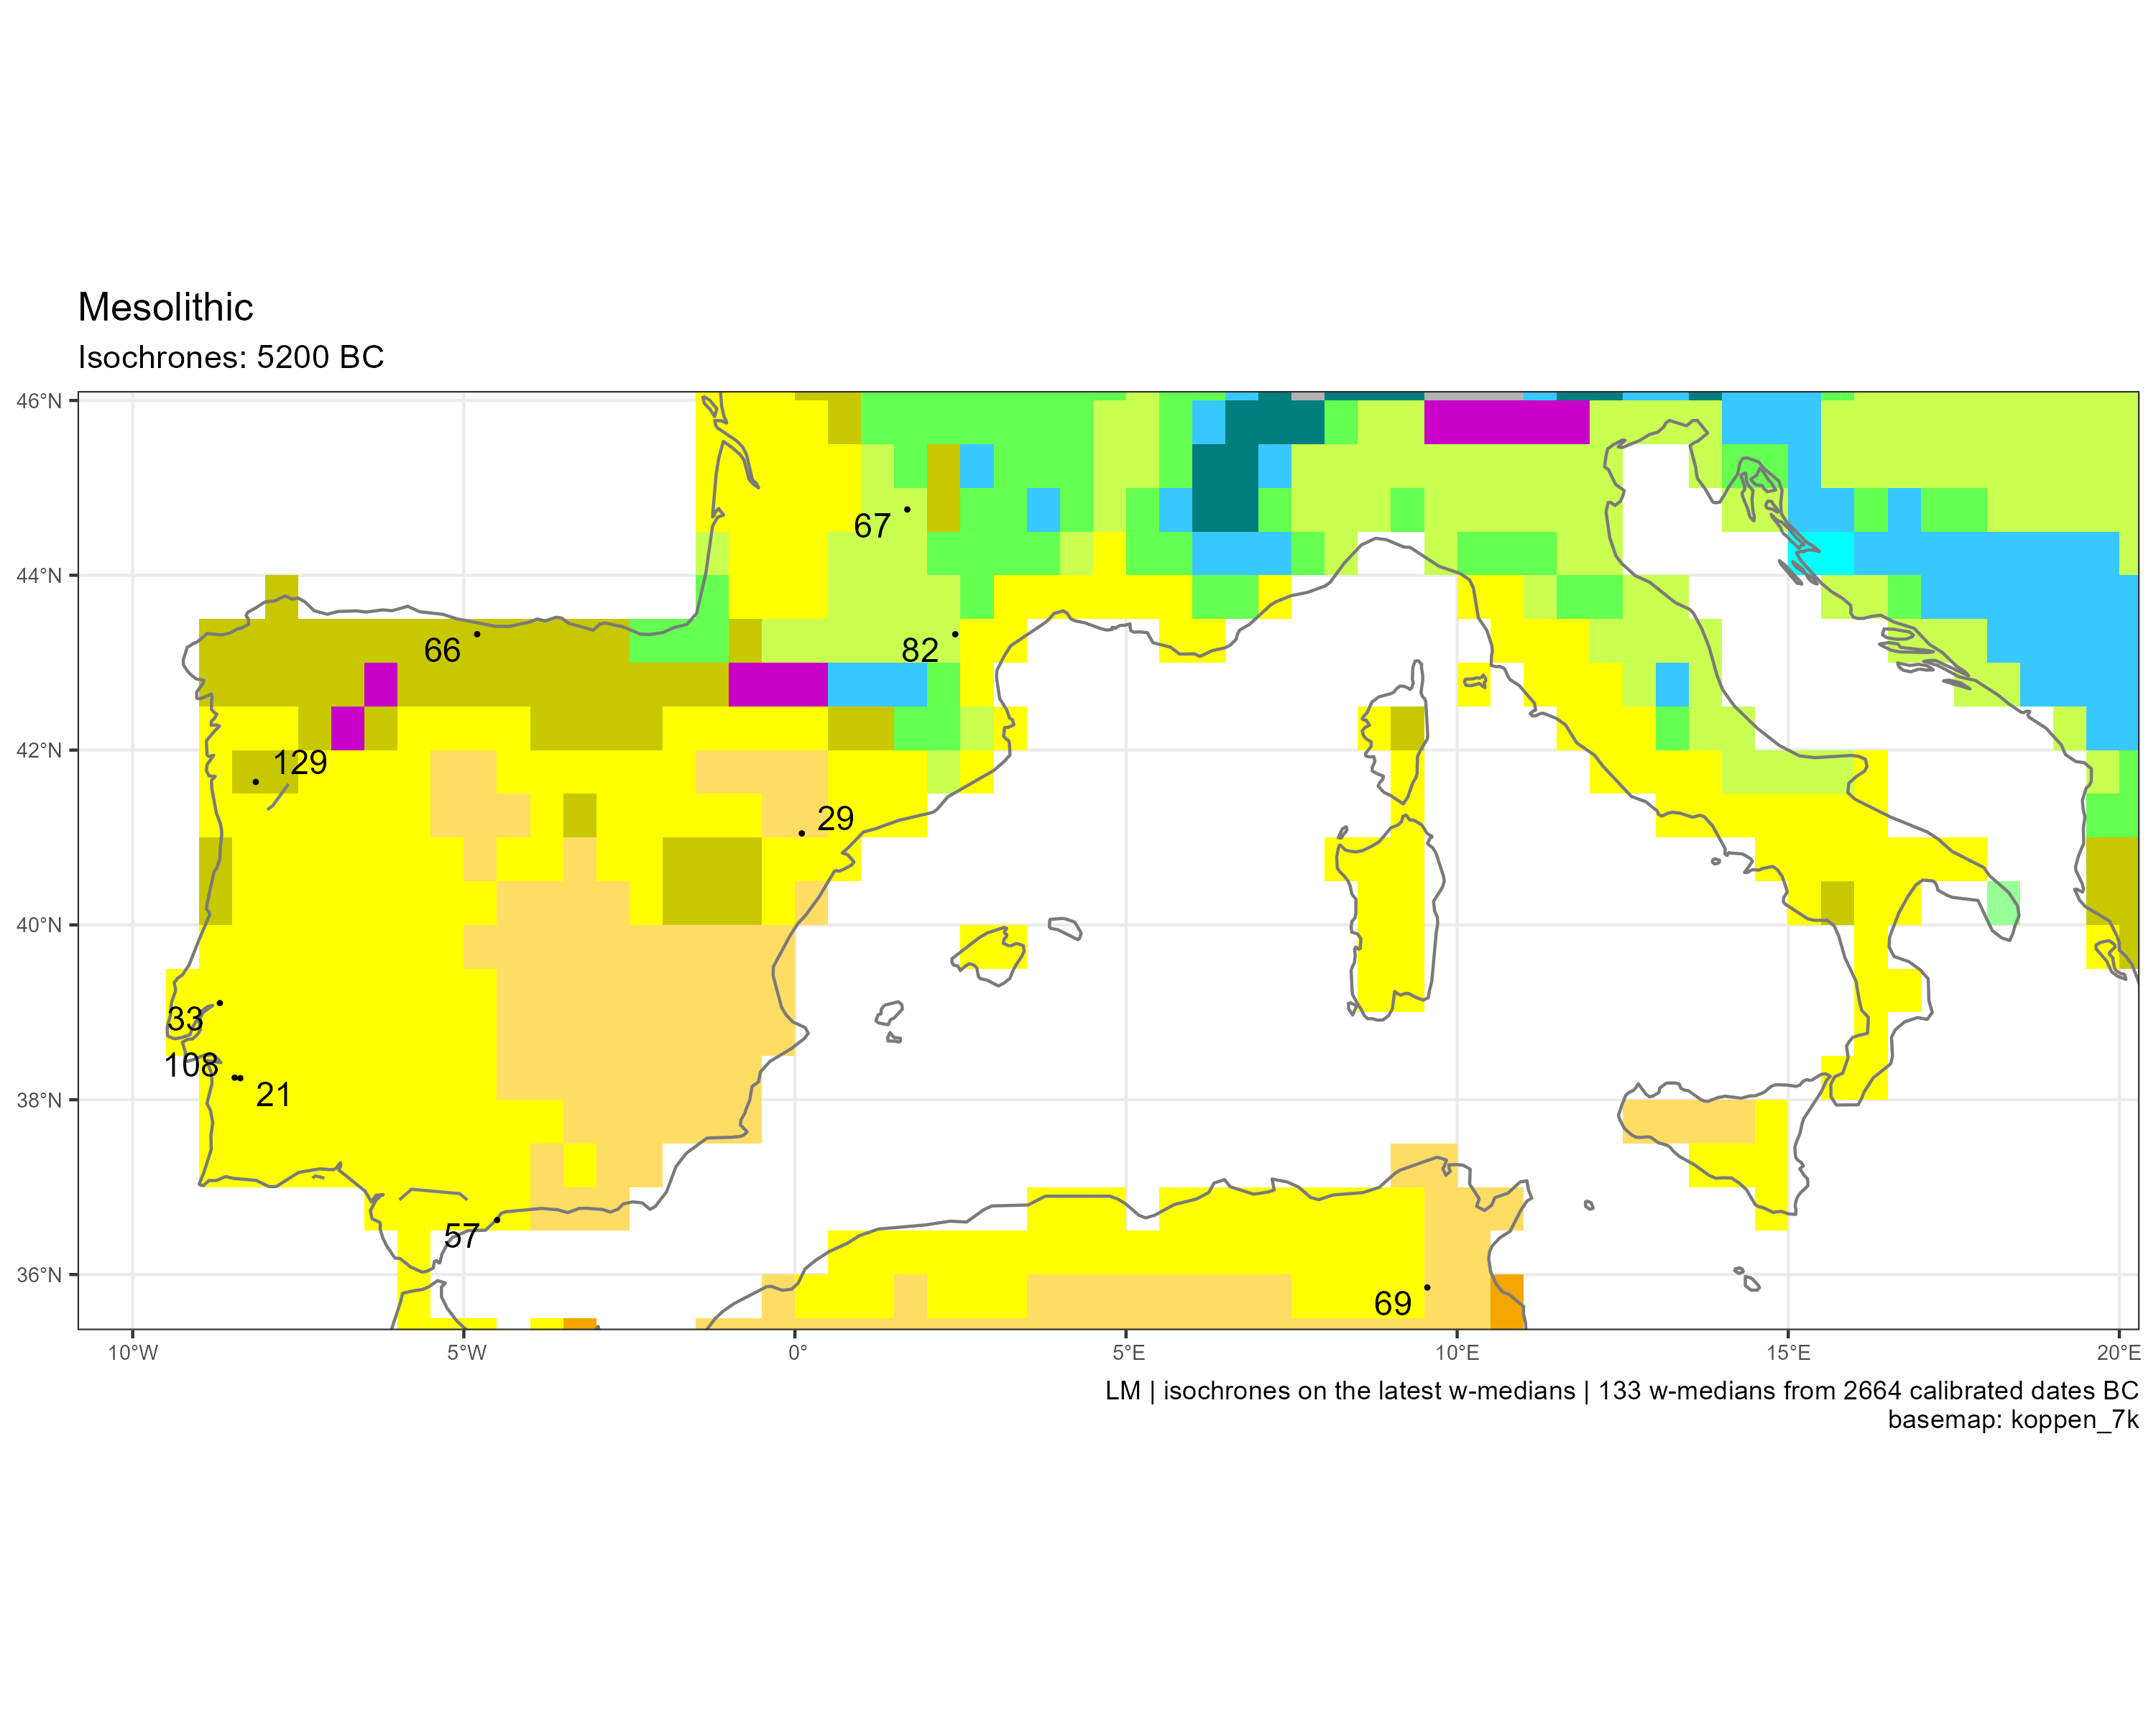 Mesolithic
Isochrones: 5200 BC
46°N
44°N
42°N
40°N
38°N
36°N
67
66
82
129
29
33
108
21
57
69
10°W
5°W
0°
5°E
10°E
15°E
20°E
LM | isochrones on the latest w-medians | 133 w-medians from 2664 calibrated dates BC
basemap: koppen_7k